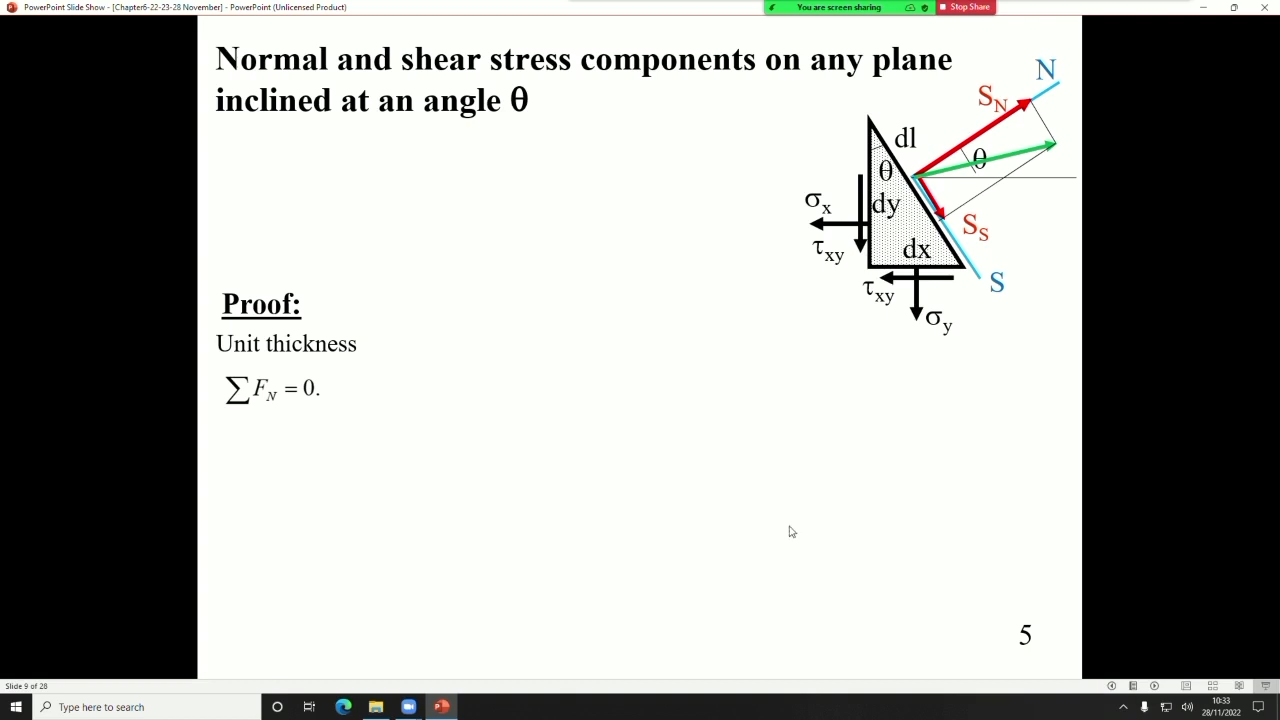 PowerPoint Slide Show - [Chapter6-22-23-28 November] - PowerPoint (Unlicensed Product)
You are screen sharing
Stop Share
Normal and shear stress components on any plane
inclined at an angle θ
N
S_N
dl
θ
θ
σ_x
dy
S_S
τ_xy
dx
τ_xy
S
σ_y
Proof:
Unit thickness
∑ F_N = 0.
5
Slide 9 of 28
Type here to search
10:33
28/11/2022